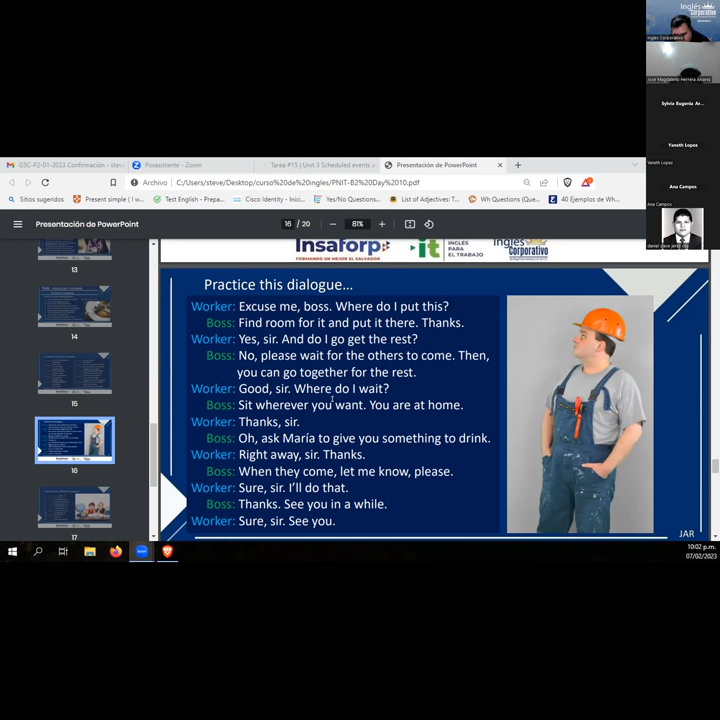 Inglés
Corporativo
Ingles Corporativo
José Magdaleno Herrera Alvarez
Sylvia Eugenia Ar...
Yaneth Lopez
Yaneth Lopez
Ana Campos
Ana Campos
G5C-P2-01-2023 Confirmación - steve
Posasistente - Zoom
Tarea #15 | Unit 3 Scheduled events a
Presentación de PowerPoint
Archivo
C:/Users/steve/Desktop/curso%20de%20ingles/PNIT-B2%20Day%2010.pdf
Sitios sugeridos
Present simple ( I w...
Test English - Prepa...
Cisco Identity - Inici...
Yes/No Questions...
List of Adjectives: T...
Wh Questions (Que...
40 Ejemplos de Wh...
Presentación de PowerPoint
16 / 20
81%
13
14
15
16
17
Insaforp
FORMANDO UN MEJOR EL SALVADOR
it
INGLÉS
PARA
EL TRABAJO
Inglés
Corporativo
Practice this dialogue...
Worker: Excuse me, boss. Where do I put this?
Boss: Find room for it and put it there. Thanks.
Worker: Yes, sir. And do I go get the rest?
Boss: No, please wait for the others to come. Then,
you can go together for the rest.
Worker: Good, sir. Where do I wait?
Boss: Sit wherever you want. You are at home.
Worker: Thanks, sir.
Boss: Oh, ask María to give you something to drink.
Worker: Right away, sir. Thanks.
Boss: When they come, let me know, please.
Worker: Sure, sir. I'll do that.
Boss: Thanks. See you in a while.
Worker: Sure, sir. See you.
JAR
10:02 p.m.
07/02/2023